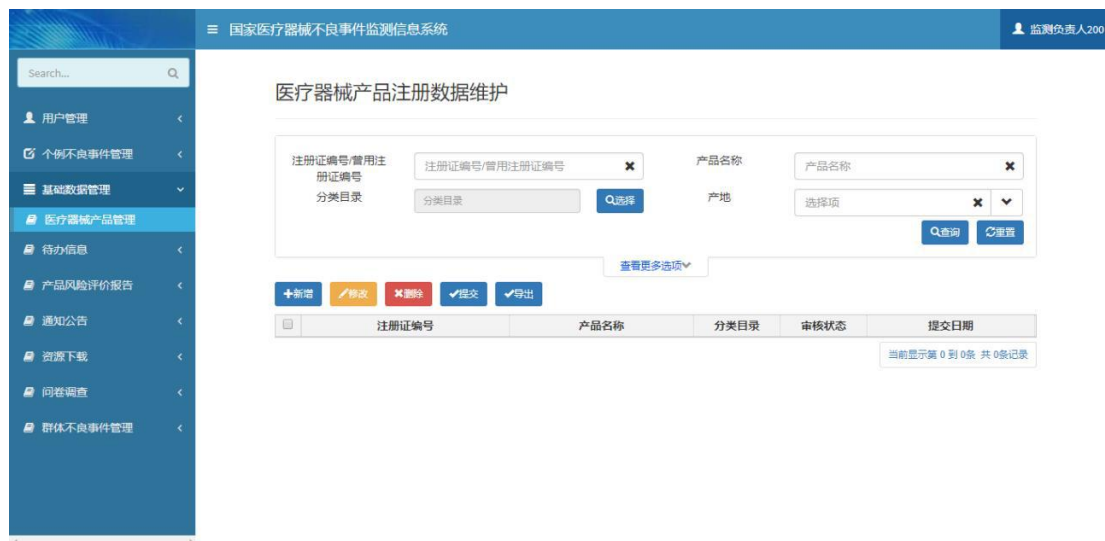 国家医疗器械不良事件监测信息系统
监测负责人200
Search...
用户管理
个例不良事件管理
基础数据管理
医疗器械产品管理
待办信息
产品风险评价报告
通知公告
资源下载
问卷调查
群体不良事件管理
医疗器械产品注册数据维护
注册证编号/曾用注
册证编号
注册证编号/曾用注册证编号
产品名称
产品名称
分类目录
分类目录
选择
产地
选择项
查询 重置
查看更多选项
新增 修改 删除 提交 导出
注册证编号 产品名称 分类目录 审核状态 提交日期
当前显示第 0 到 0条 共 0条记录